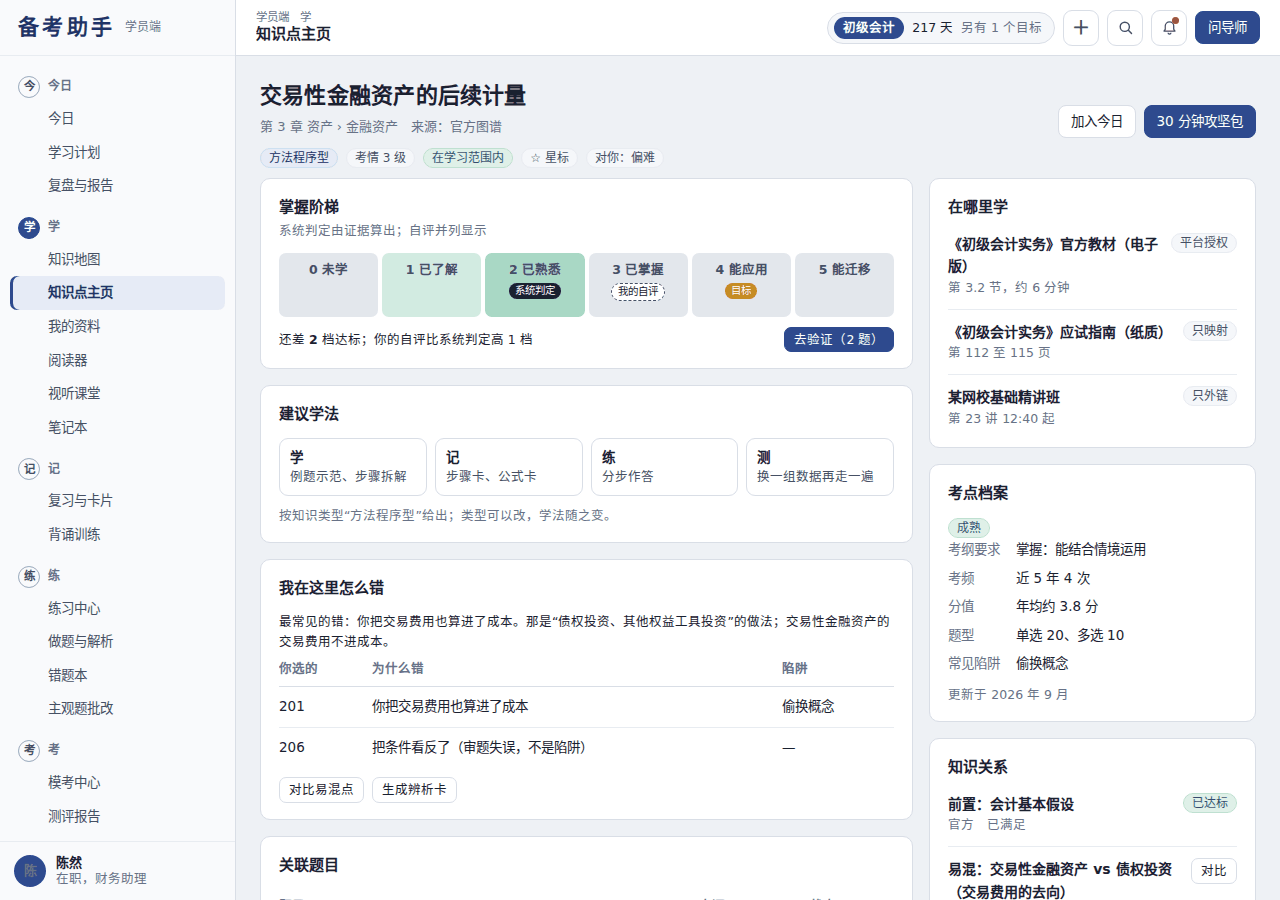 备考助手 学员端
今 今日
今日
学习计划
复盘与报告
学 学
知识地图
知识点主页
我的资料
阅读器
视听课堂
笔记本
记 记
复习与卡片
背诵训练
练 练
练习中心
做题与解析
错题本
主观题批改
考 考
模考中心
测评报告
陈 陈然
在职，财务助理
学员端 学
知识点主页
初级会计 217 天 另有 1 个目标
问导师
交易性金融资产的后续计量
第 3 章 资产 › 金融资产 来源：官方图谱
加入今日 30 分钟攻坚包
方法程序型 考情 3 级 在学习范围内 ☆ 星标 对你：偏难
掌握阶梯
系统判定由证据算出；自评并列显示
0 未学 1 已了解 2 已熟悉 3 已掌握 4 能应用 5 能迁移
系统判定 我的自评 目标
还差 2 档达标；你的自评比系统判定高 1 档 去验证（2 题）
建议学法
学 记 练 测
例题示范、步骤拆解 步骤卡、公式卡 分步作答 换一组数据再走一遍
按知识类型“方法程序型”给出；类型可以改，学法随之变。
我在这里怎么错
最常见的错：你把交易费用也算进了成本。那是“债权投资、其他权益工具投资”的做法；交易性金融资产的
交易费用不进成本。
你选的 为什么错 陷阱
201 你把交易费用也算进了成本 偷换概念
206 把条件看反了（审题失误，不是陷阱） —
对比易混点 生成辨析卡
关联题目
在哪里学
《初级会计实务》官方教材（电子 平台授权
版）
第 3.2 节，约 6 分钟
《初级会计实务》应试指南（纸质） 只映射
第 112 至 115 页
某网校基础精讲班 只外链
第 23 讲 12:40 起
考点档案
成熟
考纲要求 掌握：能结合情境运用
考频 近 5 年 4 次
分值 年均约 3.8 分
题型 单选 20、多选 10
常见陷阱 偷换概念
更新于 2026 年 9 月
知识关系
前置：会计基本假设 已达标
官方 已满足
易混：交易性金融资产 vs 债权投资 对比
（交易费用的去向）